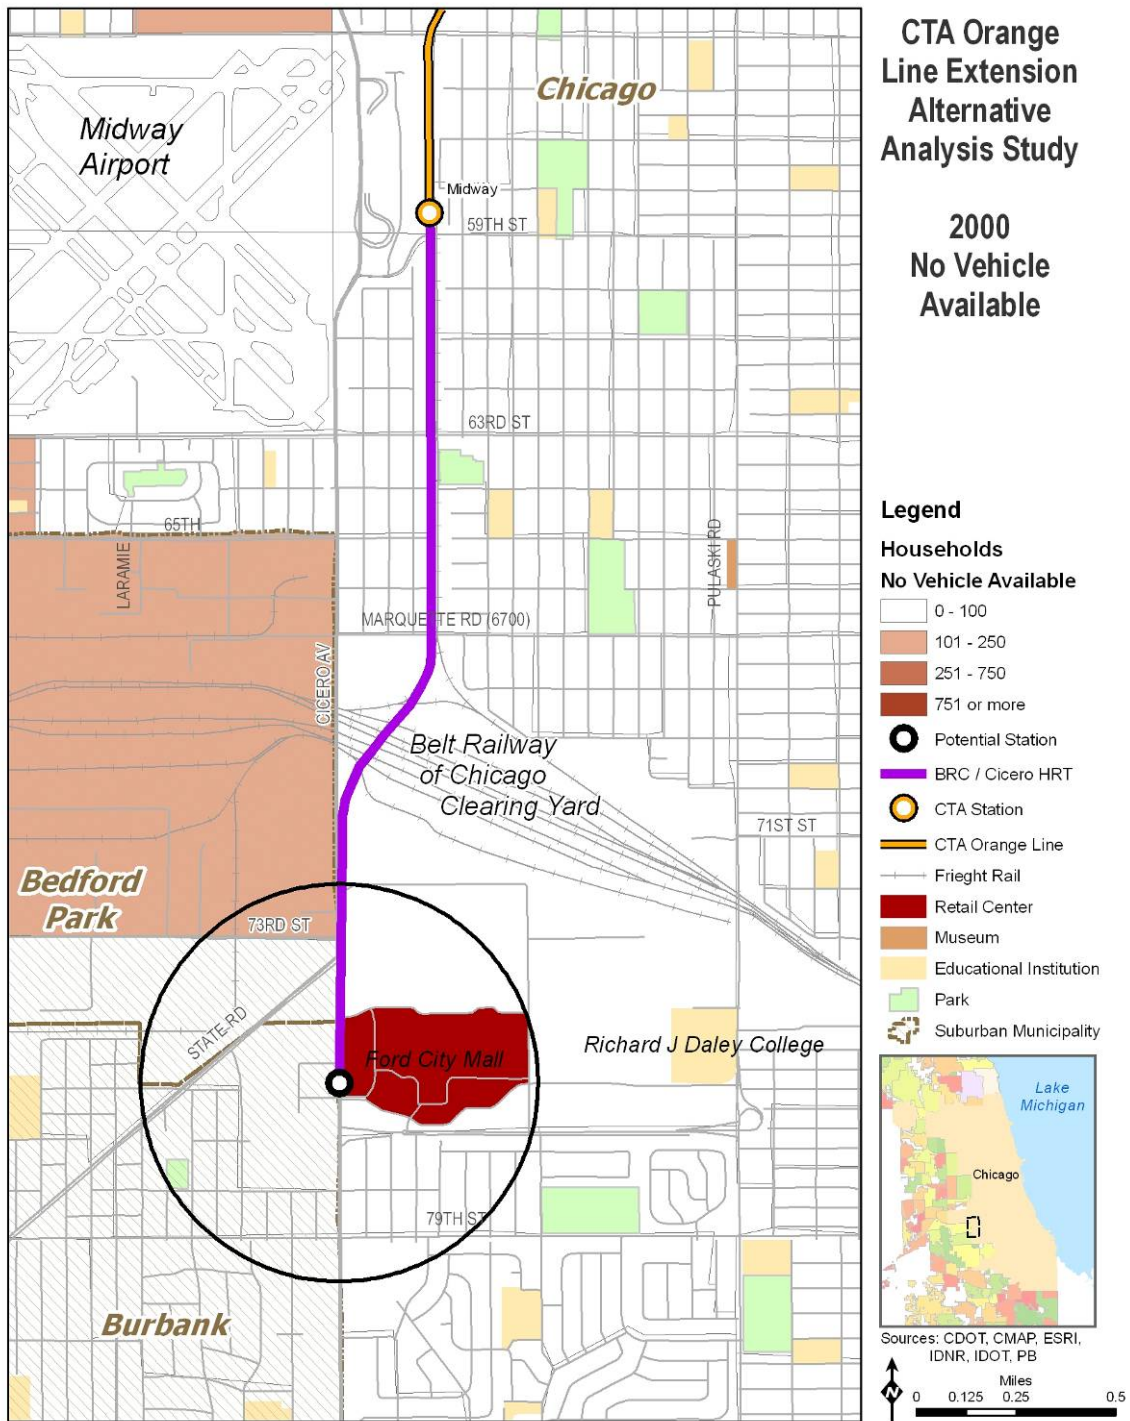 CTA Orange
Line Extension
Alternative
Analysis Study
2000
No Vehicle
Available
Chicago
Midway
Airport
Midway
59TH ST
63RD ST
65TH
LARAMIE
PULASKI RD
MARQUETTE RD (6700)
CICERO AV
Belt Railway
of Chicago
Clearing Yard
71ST ST
Bedford
Park
73RD ST
STATE RD
Ford City Mall
Richard J Daley College
79TH ST
Burbank
Legend
Households
No Vehicle Available
0 - 100
101 - 250
251 - 750
751 or more
Potential Station
BRC / Cicero HRT
CTA Station
CTA Orange Line
Frieght Rail
Retail Center
Museum
Educational Institution
Park
Suburban Municipality
Lake
Michigan
Chicago
Sources: CDOT, CMAP, ESRI,
IDNR, IDOT, PB
N
Miles
0 0.125 0.25 0.5